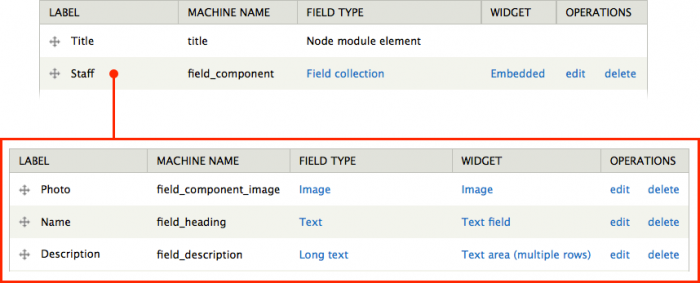 LABEL MACHINE NAME FIELD TYPE WIDGET OPERATIONS
Title title Node module element
Staff field_component Field collection Embedded edit delete
LABEL MACHINE NAME FIELD TYPE WIDGET OPERATIONS
Photo field_component_image Image Image edit delete
Name field_heading Text Text field edit delete
Description field_description Long text Text area (multiple rows) edit delete